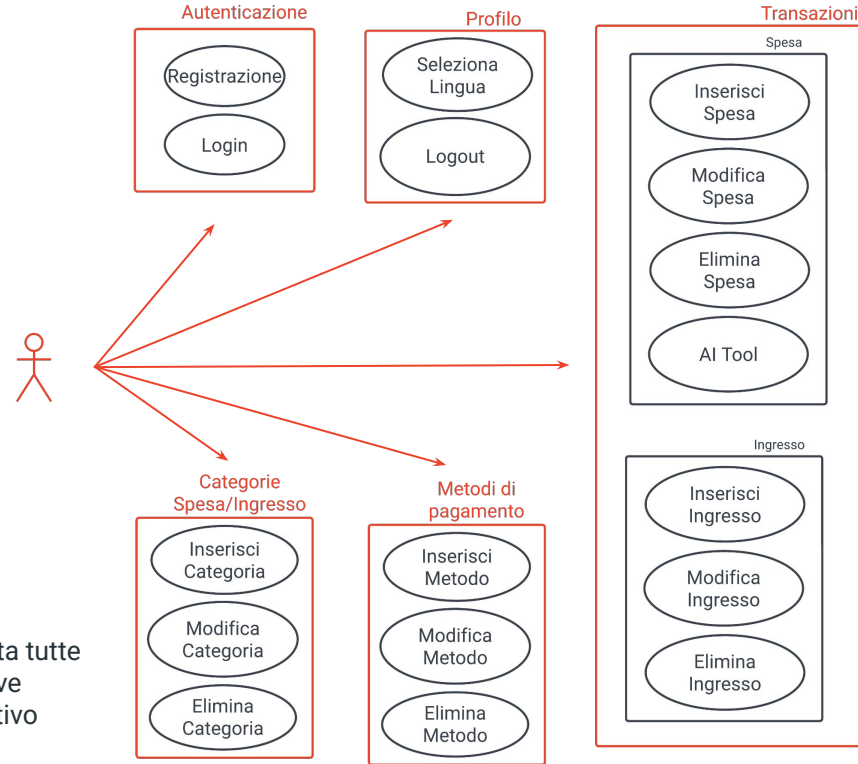 Autenticazione
Registrazione
Login
Profilo
Seleziona
Lingua
Logout
Transazioni
Spesa
Inserisci
Spesa
Modifica
Spesa
Elimina
Spesa
AI Tool
Ingresso
Inserisci
Ingresso
Modifica
Ingresso
Elimina
Ingresso
Categorie
Spesa/Ingresso
Inserisci
Categoria
Modifica
Categoria
Elimina
Categoria
Metodi di
pagamento
Inserisci
Metodo
Modifica
Metodo
Elimina
Metodo
ta tutte
ve
tivo